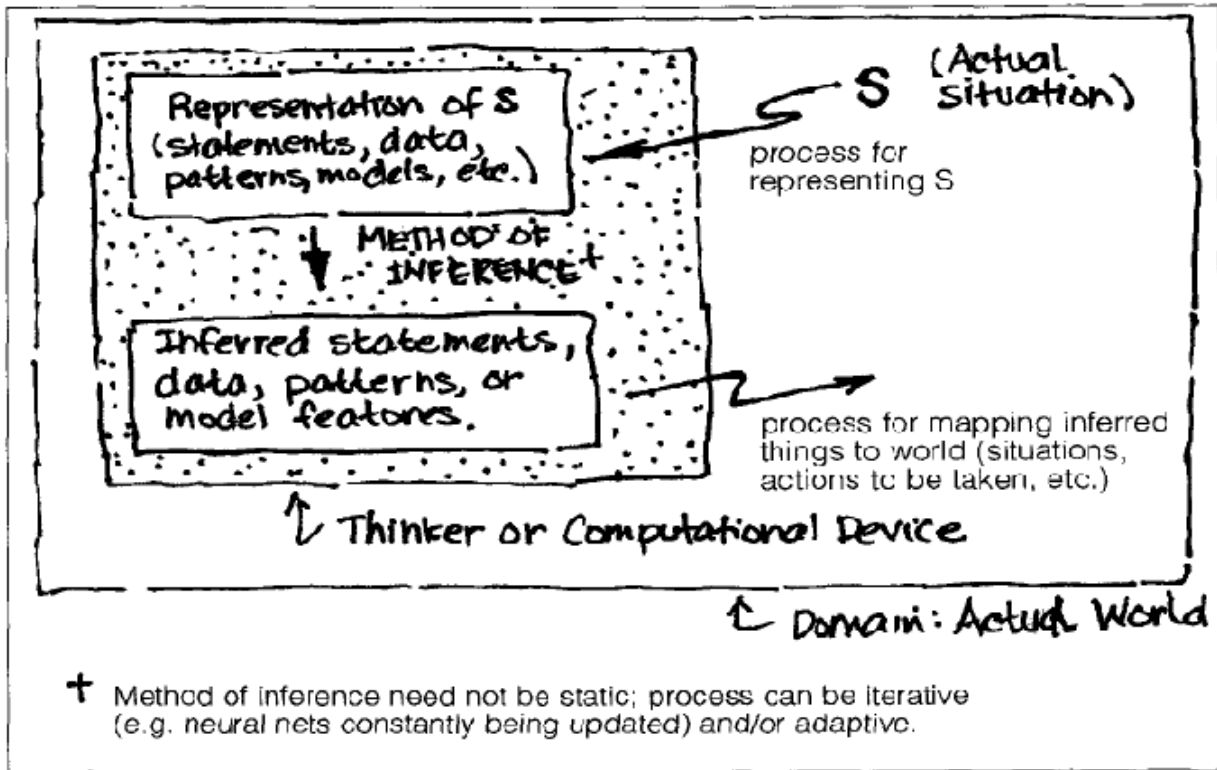 Representation of S
(statements, data,
patterns, models, etc.)
S (Actual
situation)
process for
representing S
METHOD OF
INFERENCE+
Inferred statements,
data, patterns, or
model features.
process for mapping inferred
things to world (situations,
actions to be taken, etc.)
Thinker or Computational Device
Domain: Actual World
+ Method of inference need not be static; process can be iterative
(e.g. neural nets constantly being updated) and/or adaptive.